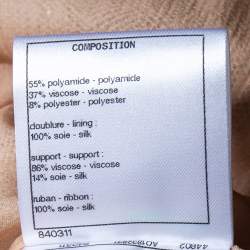 COMPOSITION
55% polyamide - polyamide
37% viscose - viscose
8% polyester - polyester
doublure - lining :
100% soie - silk
support - support :
86% viscose - viscose
14% soie - silk
ruban - ribbon :
100% soie - silk
840311